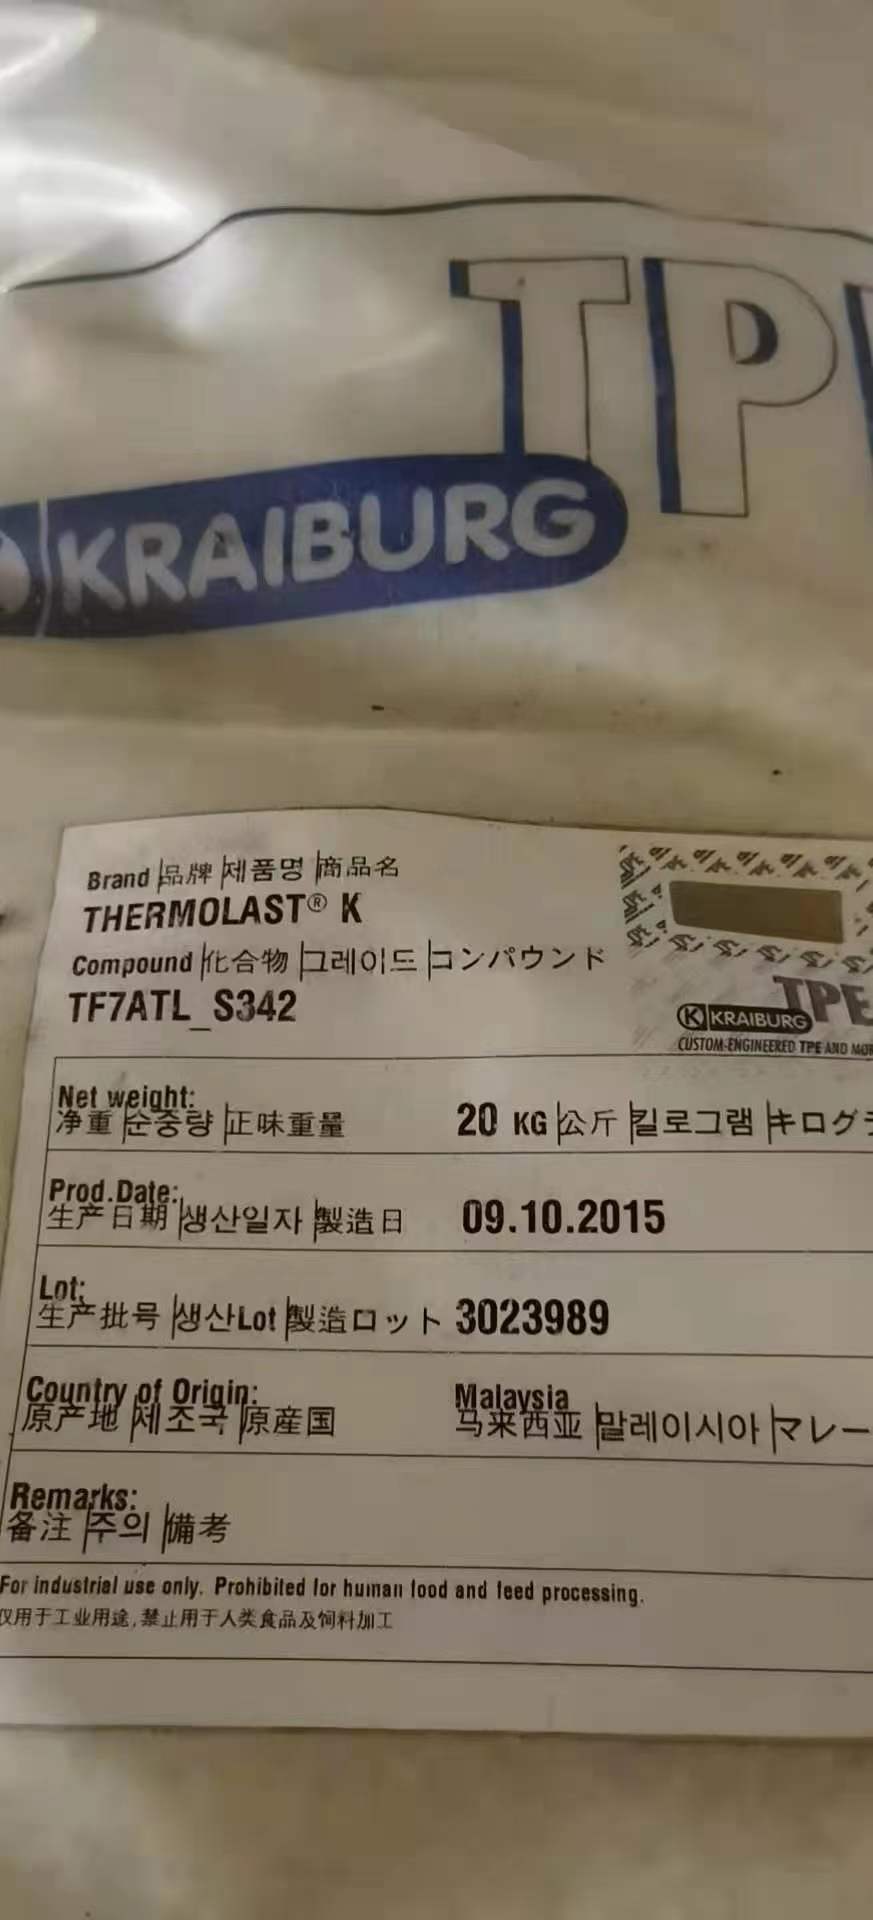 TP
KRAIBURG
Brand|品牌|제품명|商品名
THERMOLAST® K
Compound|化合物|그레이드|コンパウンド
TF7ATL_S342
TPE
KRAIBURG
CUSTOM-ENGINEERED TPE AND
Net weight:
净重|순중량|正味重量
20 KG|公斤|킬로그램|キログ
Prod.Date:
生产日期|생산일자|製造日
09.10.2015
Lot:
生产批号|생산Lot|製造ロット
3023989
Country of Origin:
原产地|제조국|原産国
Malaysia
马来西亚|말레이시아|マレー
Remarks:
备注|주의|備考
For industrial use only. Prohibited for human food and feed processing.
仅用于工业用途,禁止用于人类食品及饲料加工